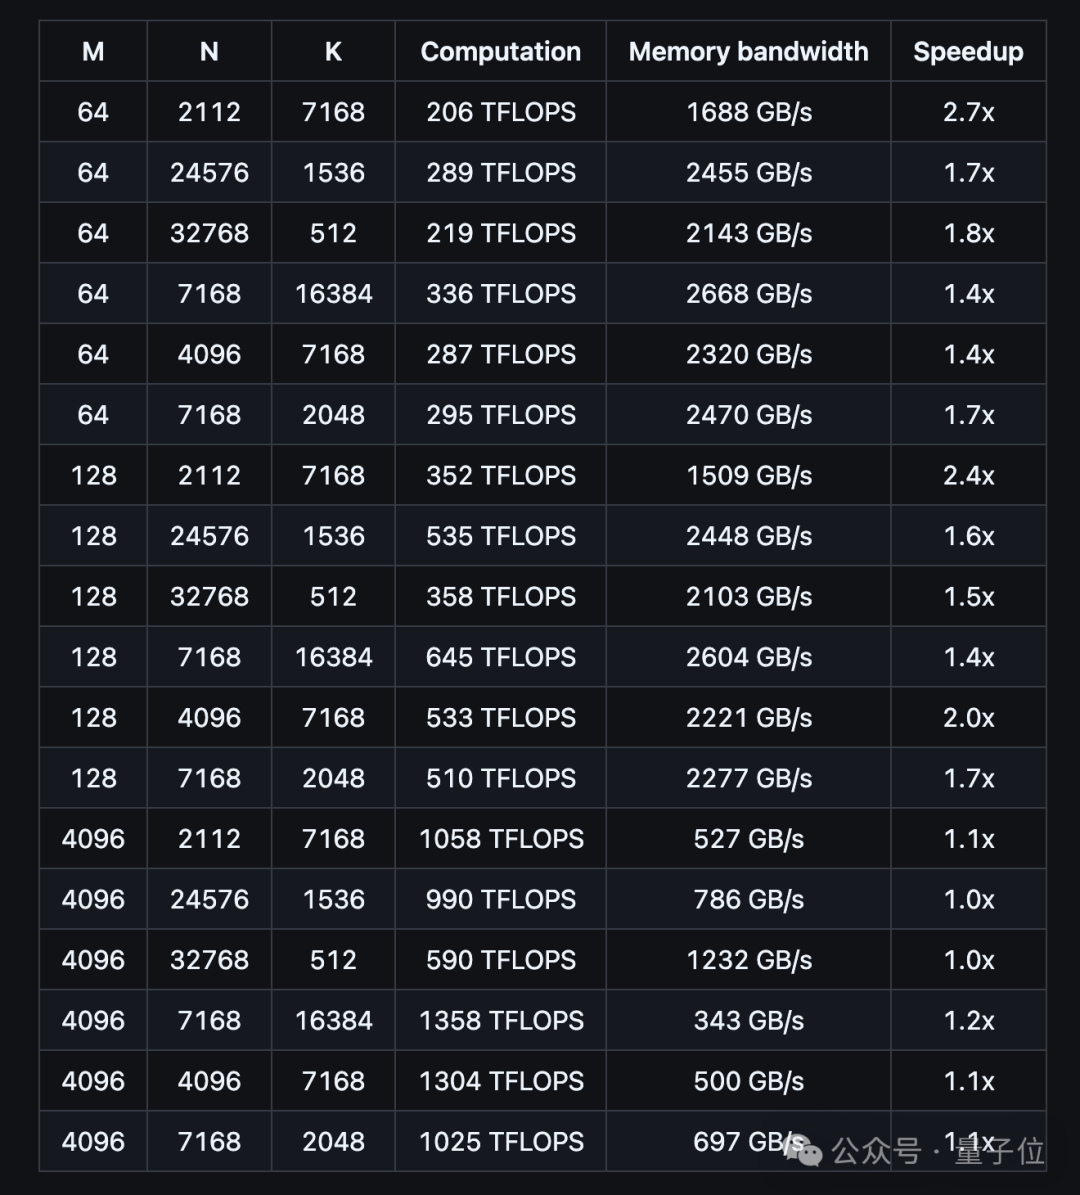 M N K Computation Memory bandwidth Speedup
64 2112 7168 206 TFLOPS 1688 GB/s 2.7x
64 24576 1536 289 TFLOPS 2455 GB/s 1.7x
64 32768 512 219 TFLOPS 2143 GB/s 1.8x
64 7168 16384 336 TFLOPS 2668 GB/s 1.4x
64 4096 7168 287 TFLOPS 2320 GB/s 1.4x
64 7168 2048 295 TFLOPS 2470 GB/s 1.7x
128 2112 7168 352 TFLOPS 1509 GB/s 2.4x
128 24576 1536 535 TFLOPS 2448 GB/s 1.6x
128 32768 512 358 TFLOPS 2103 GB/s 1.5x
128 7168 16384 645 TFLOPS 2604 GB/s 1.4x
128 4096 7168 533 TFLOPS 2221 GB/s 2.0x
128 7168 2048 510 TFLOPS 2277 GB/s 1.7x
4096 2112 7168 1058 TFLOPS 527 GB/s 1.1x
4096 24576 1536 990 TFLOPS 786 GB/s 1.0x
4096 32768 512 590 TFLOPS 1232 GB/s 1.0x
4096 7168 16384 1358 TFLOPS 343 GB/s 1.2x
4096 4096 7168 1304 TFLOPS 500 GB/s 1.1x
4096 7168 2048 1025 TFLOPS 697 GB/s 1.1x
公众号 · 量子位